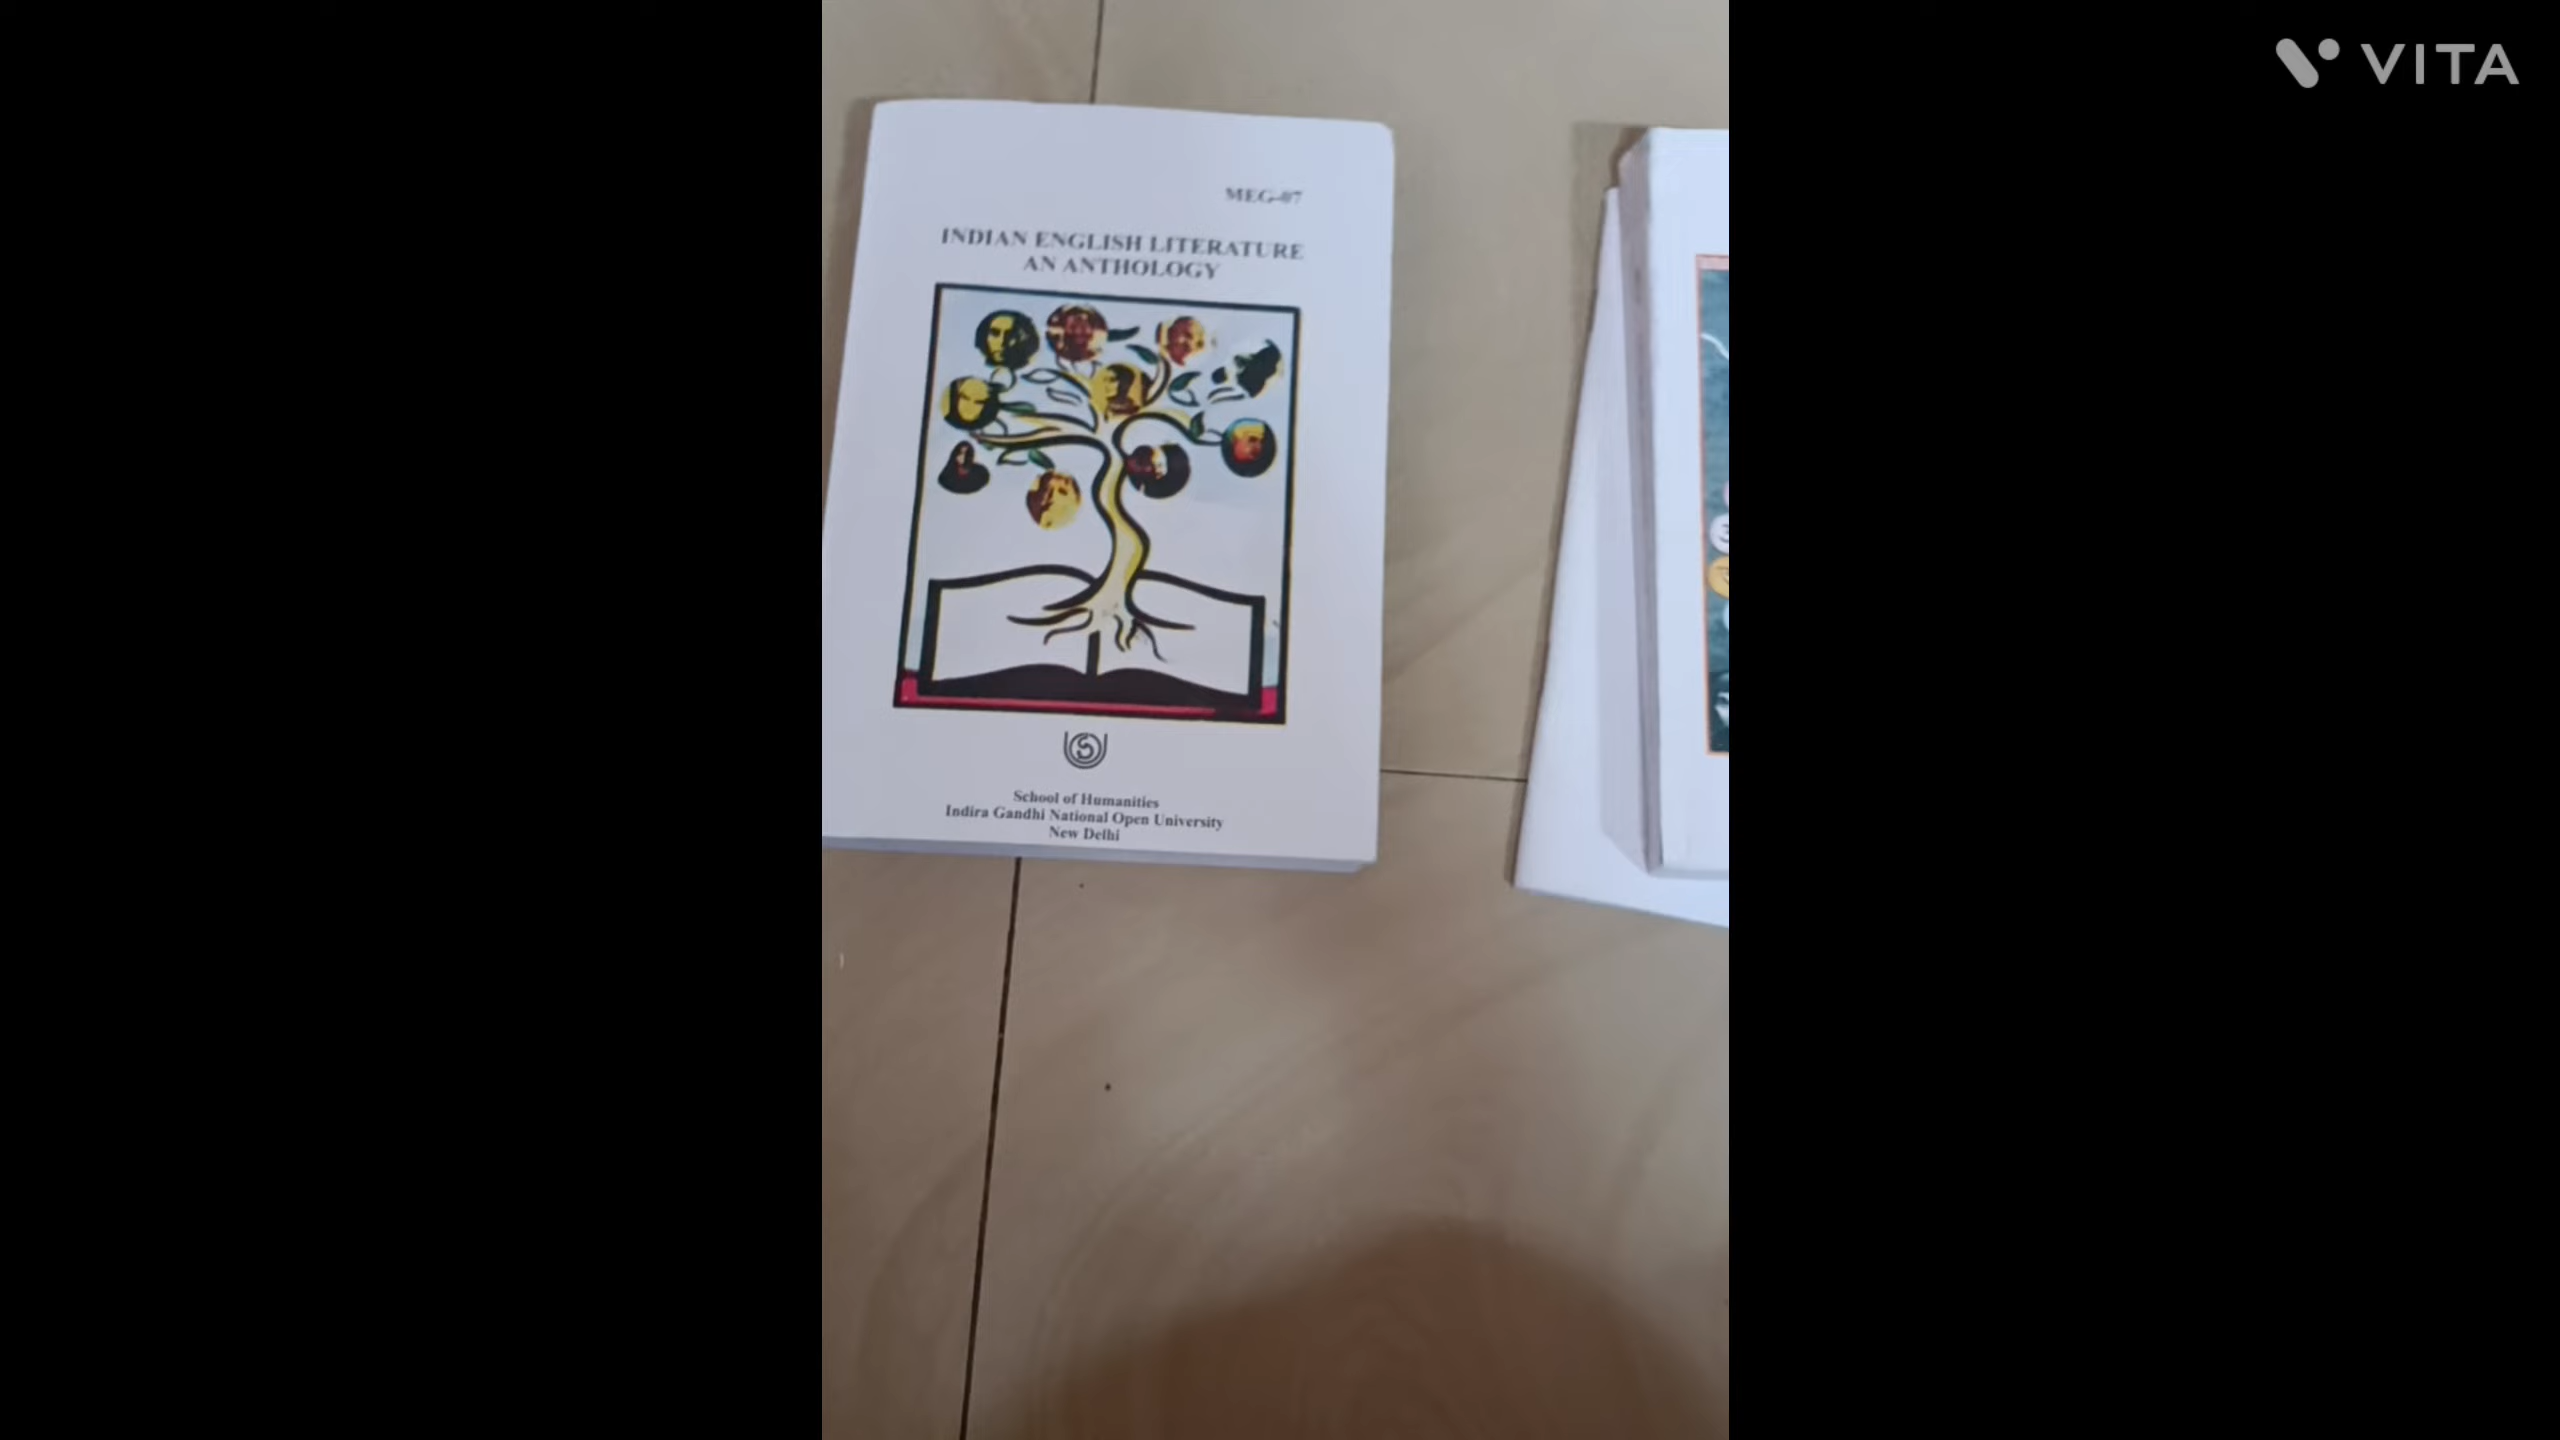 VITA
MEG-07
INDIAN ENGLISH LITERATURE
AN ANTHOLOGY
School of Humanities
Indira Gandhi National Open University
New Delhi